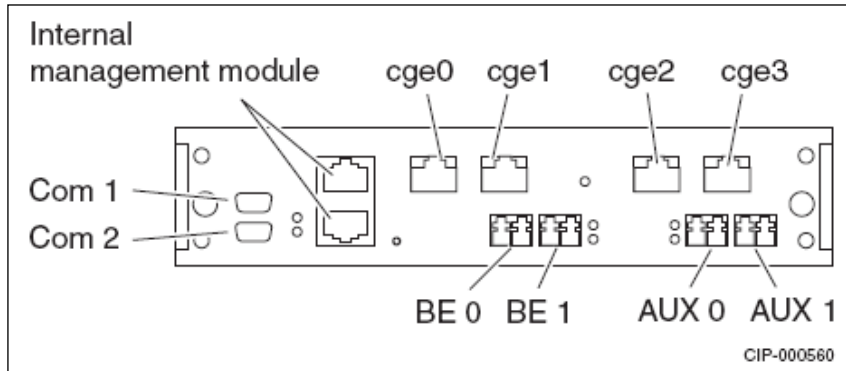 Internal
management module
cge0
cge1
cge2
cge3
Com 1
Com 2
BE 0
BE 1
AUX 0
AUX 1
CIP-000560